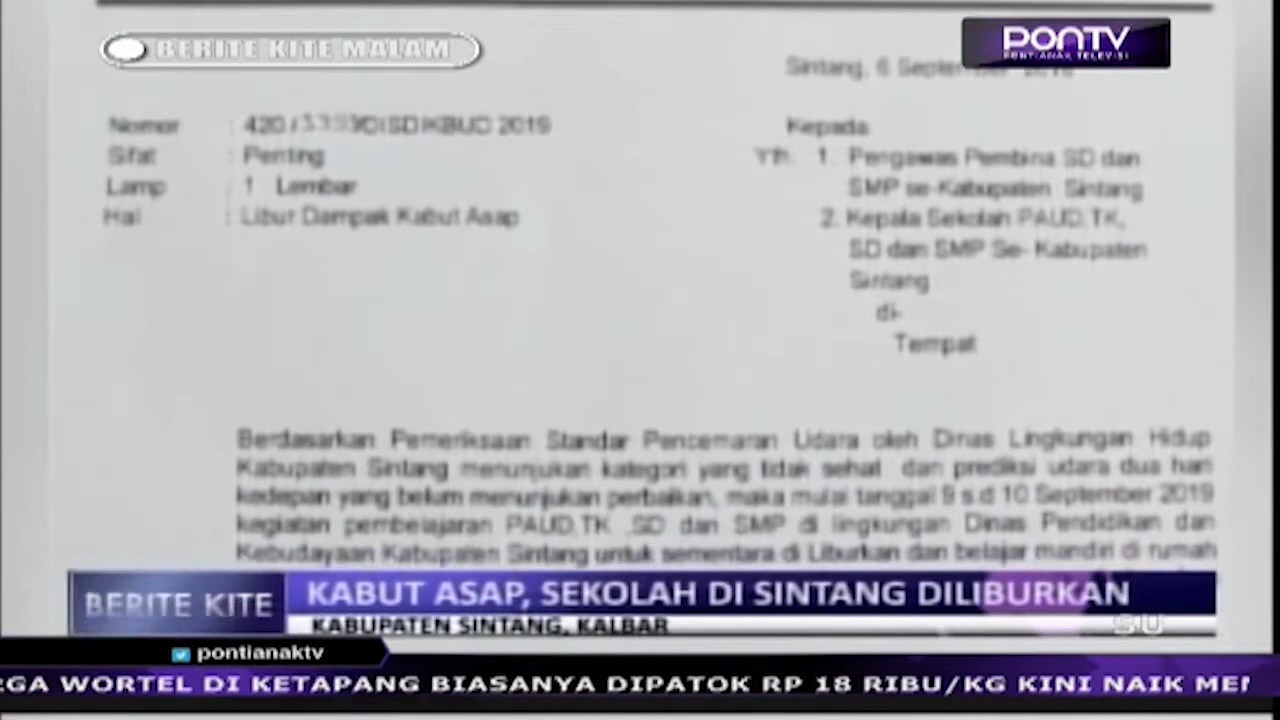 BERITE KITE MALAM
PONTV
PONTIANAK TELEVISI
Sintang, 6 September 2019
Nomor : 420 / DISDIKBUD 2019
Sifat : Penting
Lamp : 1 Lembar
Hal : Libur Dampak Kabut Asap
Kepada
Yth. 1. Pengawas Pembina SD dan
SMP se-Kabupaten Sintang
2. Kepala Sekolah PAUD,TK,
SD dan SMP Se- Kabupaten
Sintang
di-
Tempat
Berdasarkan Pemeriksaan Standar Pencemaran Udara oleh Dinas Lingkungan Hidup
Kabupaten Sintang menunjukan kategori yang tidak sehat dan prediksi udara dua hari
kedepan yang belum menunjukan perbaikan, maka mulai tanggal 9 s.d 10 September 2019
kegiatan pembelajaran PAUD,TK ,SD dan SMP di lingkungan Dinas Pendidikan dan
Kebudayaan Kabupaten Sintang untuk sementara di Liburkan dan belajar mandiri di rumah
BERITE KITE
KABUT ASAP, SEKOLAH DI SINTANG DILIBURKAN
KABUPATEN SINTANG, KALBAR
SU
pontianaktv
RGA WORTEL DI KETAPANG BIASANYA DIPATOK RP 18 RIBU/KG KINI NAIK MEN